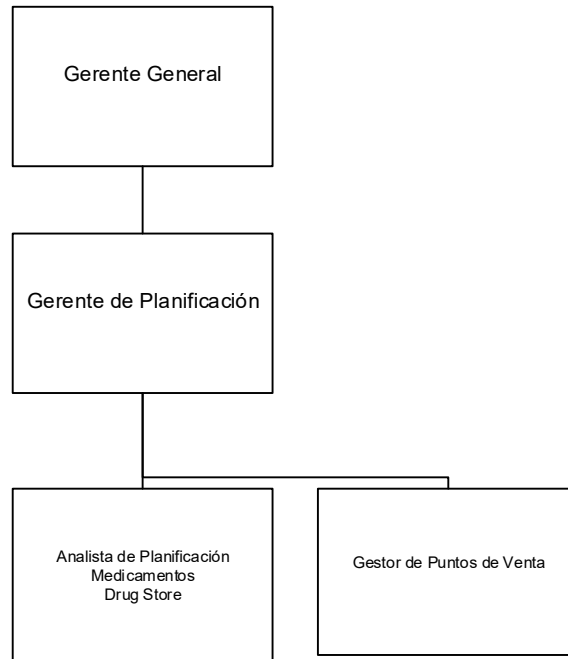 Gerente General
Gerente de Planificación
Analista de Planificación
Medicamentos
Drug Store
Gestor de Puntos de Venta